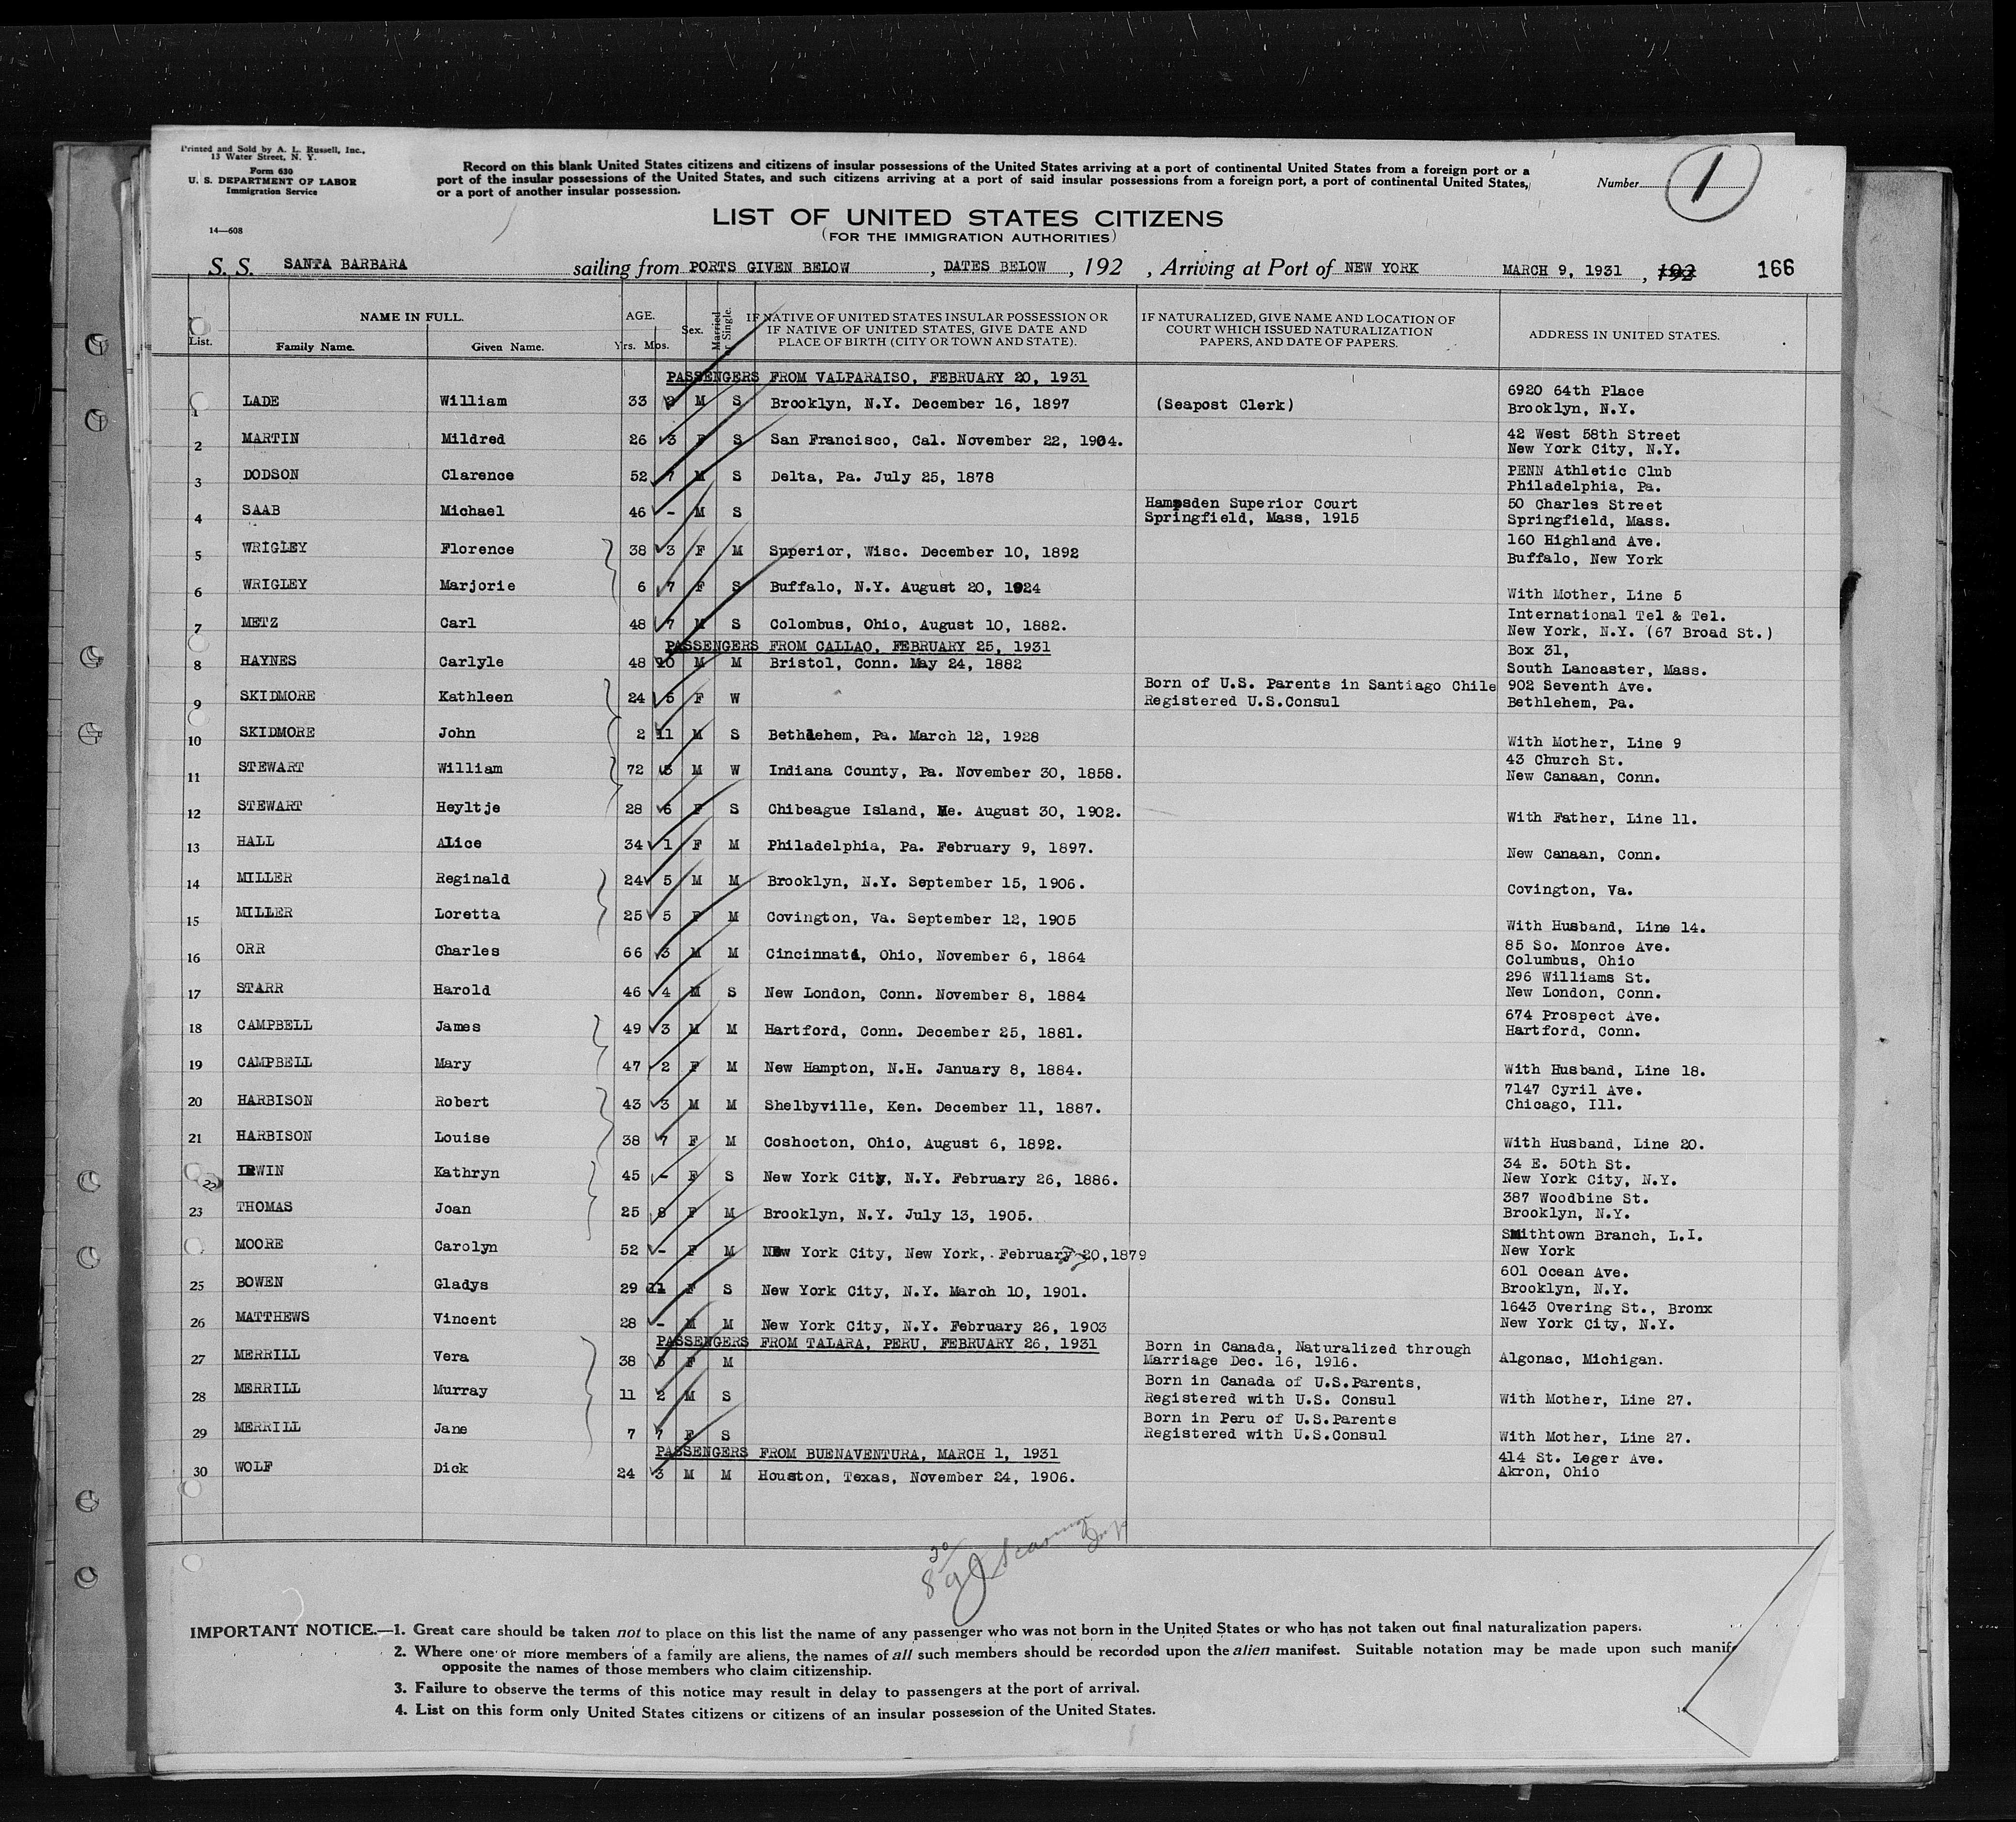 Printed and Sold by A. L. Russell, Inc.,
13 Water Street, N. Y.
Form 630
U. S. DEPARTMENT OF LABOR
Immigration Service
14—608
Record on this blank United States citizens and citizens of insular possessions of the United States arriving at a port of continental United States from a foreign port or a
port of the insular possessions of the United States, and such citizens arriving at a port of said insular possessions from a foreign port, a port of continental United States,
or a port of another insular possession.
Number 1
LIST OF UNITED STATES CITIZENS
(FOR THE IMMIGRATION AUTHORITIES)
S. S. SANTA BARBARA sailing from PORTS GIVEN BELOW, DATES BELOW, 192 , Arriving at Port of NEW YORK MARCH 9, 1931, 192 166
List. NAME IN FULL. Family Name. Given Name. AGE. Yrs. Mos. Sex. Married or Single. IF NATIVE OF UNITED STATES INSULAR POSSESSION OR IF NATIVE OF UNITED STATES, GIVE DATE AND PLACE OF BIRTH (CITY OR TOWN AND STATE). IF NATURALIZED, GIVE NAME AND LOCATION OF COURT WHICH ISSUED NATURALIZATION PAPERS, AND DATE OF PAPERS. ADDRESS IN UNITED STATES.
PASSENGERS FROM VALPARAISO, FEBRUARY 20, 1931
1 LADE William 33 2 M S Brooklyn, N.Y. December 16, 1897 (Seapost Clerk) 6920 64th Place Brooklyn, N.Y.
2 MARTIN Mildred 26 3 F S San Francisco, Cal. November 22, 1904. 42 West 58th Street New York City, N.Y.
3 DODSON Clarence 52 7 M S Delta, Pa. July 25, 1878 PENN Athletic Club Philadelphia, Pa.
4 SAAB Michael 46 - M S Hampsden Superior Court Springfield, Mass, 1915 50 Charles Street Springfield, Mass.
5 WRIGLEY Florence 38 3 F M Superior, Wisc. December 10, 1892 160 Highland Ave. Buffalo, New York
6 WRIGLEY Marjorie 6 7 F S Buffalo, N.Y. August 20, 1924 With Mother, Line 5
7 METZ Carl 48 7 M S Colombus, Ohio, August 10, 1882. International Tel & Tel. New York, N.Y. (67 Broad St.)
PASSENGERS FROM CALLAO, FEBRUARY 25, 1931
8 HAYNES Carlyle 48 10 M M Bristol, Conn. May 24, 1882 Box 31, South Lancaster, Mass.
9 SKIDMORE Kathleen 24 5 F W Born of U.S. Parents in Santiago Chile Registered U.S.Consul 902 Seventh Ave. Bethlehem, Pa.
10 SKIDMORE John 2 11 M S Bethlehem, Pa. March 12, 1928 With Mother, Line 9
11 STEWART William 72 3 M W Indiana County, Pa. November 30, 1858. 43 Church St. New Canaan, Conn.
12 STEWART Heyltje 28 6 F S Chibeague Island, Me. August 30, 1902. With Father, Line 11.
13 HALL Alice 34 1 F M Philadelphia, Pa. February 9, 1897. New Canaan, Conn.
14 MILLER Reginald 24 5 M M Brooklyn, N.Y. September 15, 1906. Covington, Va.
15 MILLER Loretta 25 5 F M Covington, Va. September 12, 1905 With Husband, Line 14.
16 ORR Charles 66 3 M M Cincinnati, Ohio, November 6, 1864 85 So. Monroe Ave. Columbus, Ohio
17 STARR Harold 46 4 M S New London, Conn. November 8, 1884 296 Williams St. New London, Conn.
18 CAMPBELL James 49 3 M M Hartford, Conn. December 25, 1881. 674 Prospect Ave. Hartford, Conn.
19 CAMPBELL Mary 47 2 F M New Hampton, N.H. January 8, 1884. With Husband, Line 18.
20 HARBISON Robert 43 3 M M Shelbyville, Ken. December 11, 1887. 7147 Cyril Ave. Chicago, Ill.
21 HARBISON Louise 38 7 F M Coshocton, Ohio, August 6, 1892. With Husband, Line 20.
22 IRWIN Kathryn 45 - F S New York City, N.Y. February 26, 1886. 34 E. 50th St. New York City, N.Y.
23 THOMAS Joan 25 8 F M Brooklyn, N.Y. July 13, 1905. 387 Woodbine St. Brooklyn, N.Y.
MOORE Carolyn 52 - F M New York City, New York, February 20,1879 Smithtown Branch, L.I. New York
25 BOWEN Gladys 29 11 F S New York City, N.Y. March 10, 1901. 601 Ocean Ave. Brooklyn, N.Y.
26 MATTHEWS Vincent 28 - M M New York City, N.Y. February 26, 1903 1643 Overing St., Bronx New York City, N.Y.
PASSENGERS FROM TALARA, PERU, FEBRUARY 26, 1931
27 MERRILL Vera 38 5 F M Born in Canada, Naturalized through Marriage Dec. 16, 1916. Algonac, Michigan.
28 MERRILL Murray 11 2 M S Born in Canada of U.S.Parents, Registered with U.S. Consul With Mother, Line 27.
29 MERRILL Jane 7 7 F S Born in Peru of U.S.Parents Registered with U.S.Consul With Mother, Line 27.
PASSENGERS FROM BUENAVENTURA, MARCH 1, 1931
30 WOLF Dick 24 3 M M Houston, Texas, November 24, 1906. 414 St. Leger Ave. Akron, Ohio
IMPORTANT NOTICE.—1. Great care should be taken not to place on this list the name of any passenger who was not born in the United States or who has not taken out final naturalization papers.
2. Where one or more members of a family are aliens, the names of all such members should be recorded upon the alien manifest. Suitable notation may be made upon such manif
opposite the names of those members who claim citizenship.
3. Failure to observe the terms of this notice may result in delay to passengers at the port of arrival.
4. List on this form only United States citizens or citizens of an insular possession of the United States.